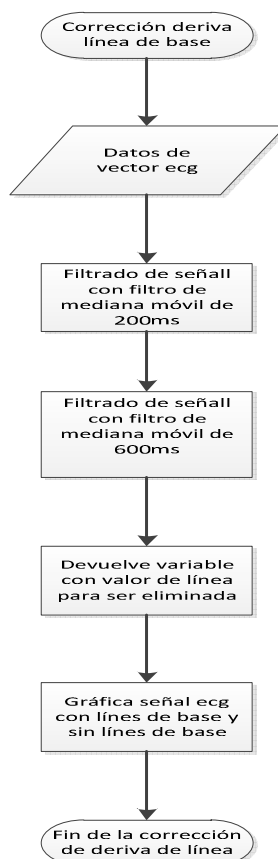 Corrección deriva
línea de base
Datos de
vector ecg
Filtrado de señall
con filtro de
mediana móvil de
200ms
Filtrado de señall
con filtro de
mediana móvil de
600ms
Devuelve variable
con valor de línea
para ser eliminada
Gráfica señal ecg
con línes de base y
sin línes de base
Fin de la corrección
de deriva de línea